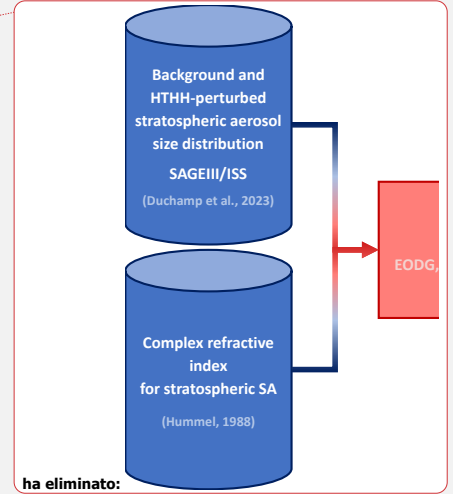 Background and
HTHH-perturbed
stratospheric aerosol
size distribution
SAGEIII/ISS
(Duchamp et al., 2023)
EODG,
Complex refractive
index
for stratospheric SA
(Hummel, 1988)
ha eliminato: